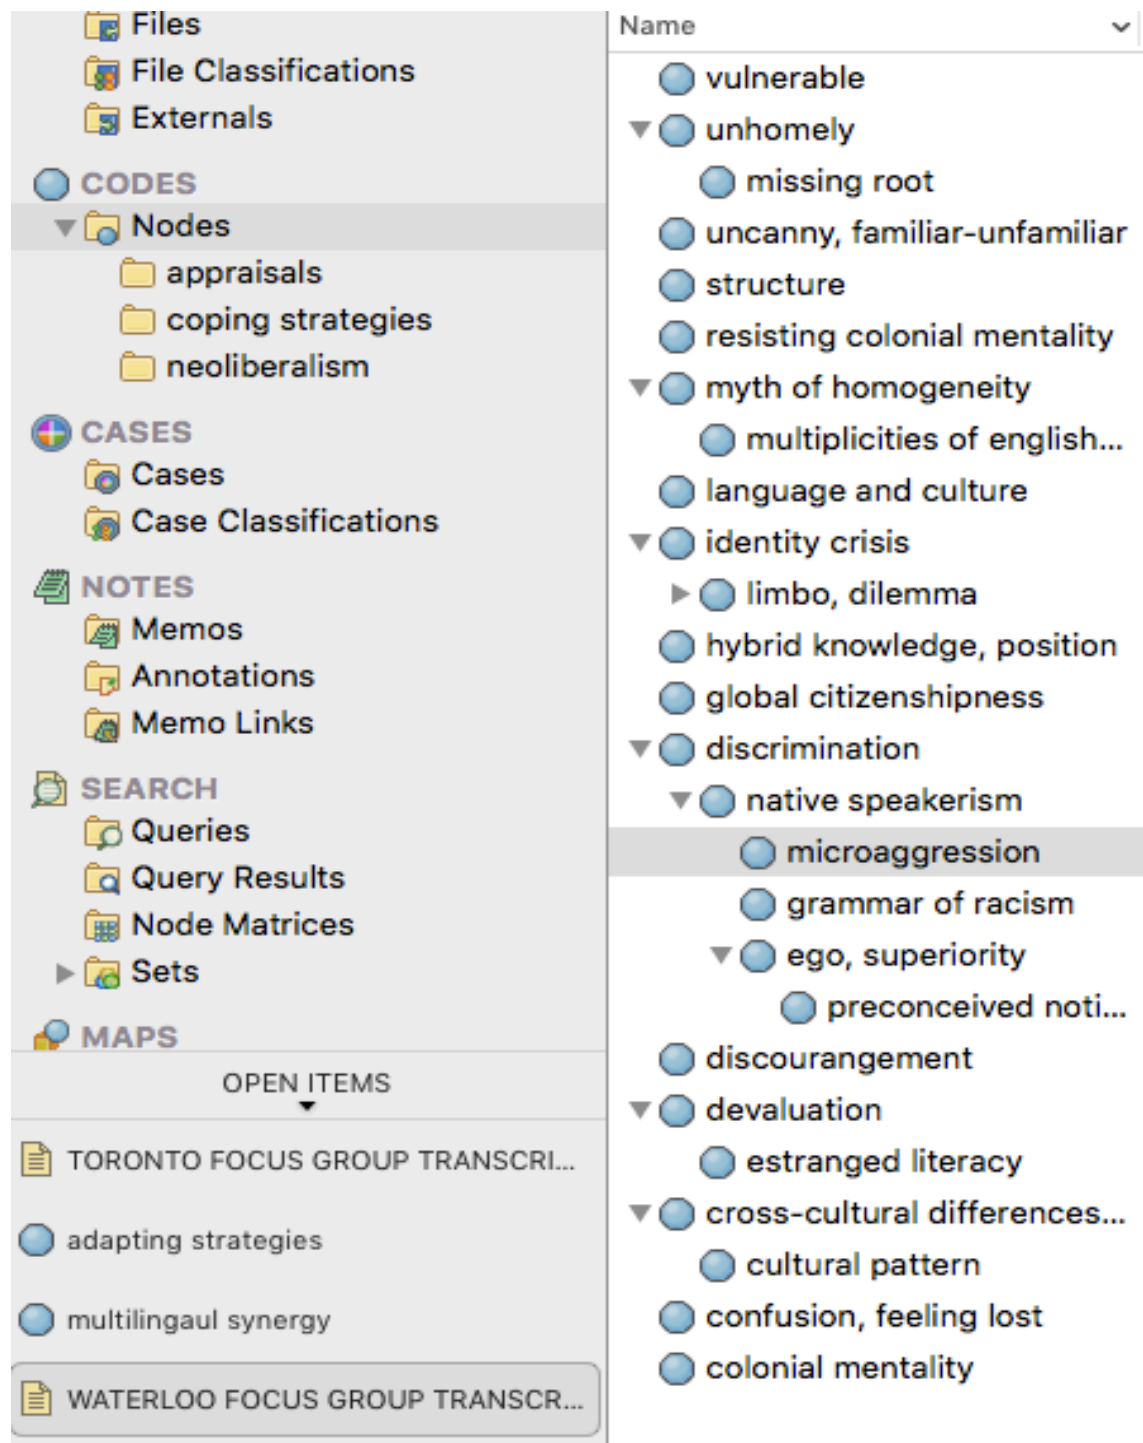 Files
File Classifications
Externals
CODES
Nodes
appraisals
coping strategies
neoliberalism
CASES
Cases
Case Classifications
NOTES
Memos
Annotations
Memo Links
SEARCH
Queries
Query Results
Node Matrices
Sets
MAPS
OPEN ITEMS
TORONTO FOCUS GROUP TRANSCRI...
adapting strategies
multilingaul synergy
WATERLOO FOCUS GROUP TRANSCR...
Name
vulnerable
unhomely
missing root
uncanny, familiar-unfamiliar
structure
resisting colonial mentality
myth of homogeneity
multiplicities of english...
language and culture
identity crisis
limbo, dilemma
hybrid knowledge, position
global citizenshipness
discrimination
native speakerism
microaggression
grammar of racism
ego, superiority
preconceived noti...
discourangement
devaluation
estranged literacy
cross-cultural differences...
cultural pattern
confusion, feeling lost
colonial mentality